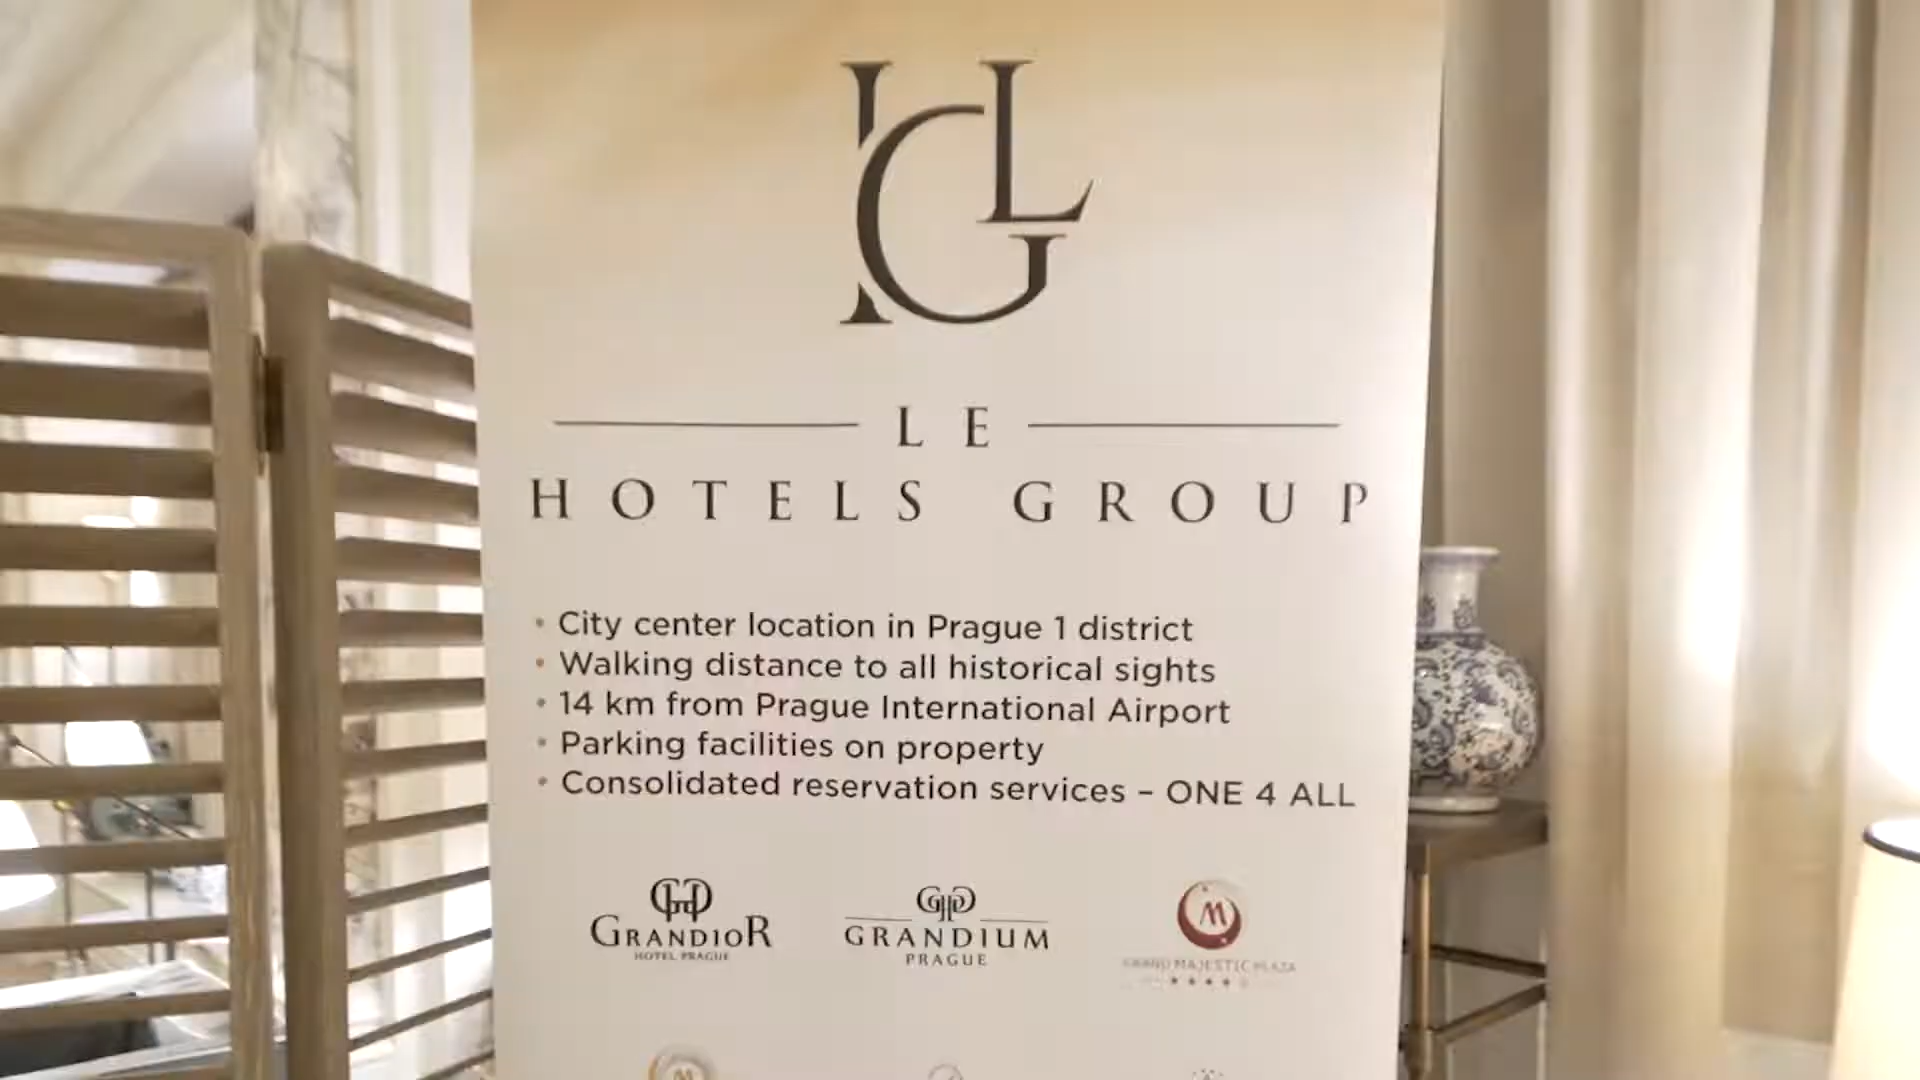 LE
HOTELS GROUP
• City center location in Prague 1 district
• Walking distance to all historical sights
• 14 km from Prague International Airport
• Parking facilities on property
• Consolidated reservation services – ONE 4 ALL
GRANDIOR
HOTEL PRAGUE
GRANDIUM
PRAGUE
M
GRAND MAJESTIC PLAZA